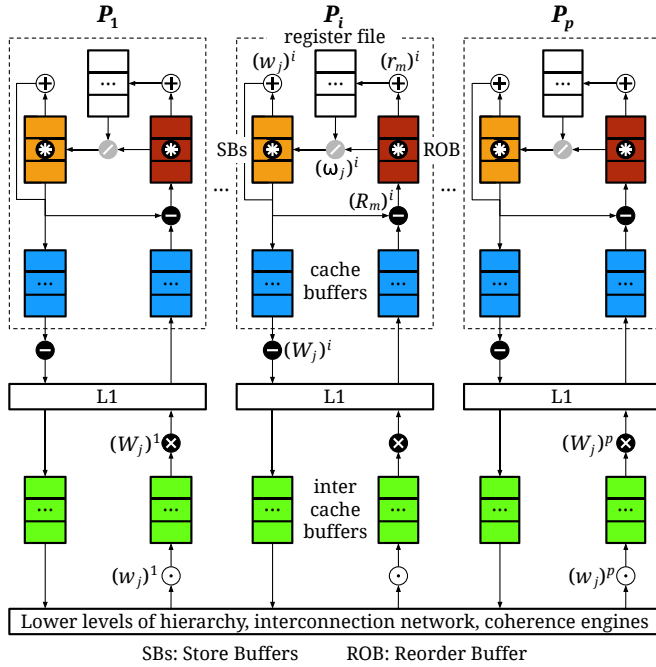 P₁ Pᵢ Pₚ
register file
(wⱼ)ⁱ (rₘ)ⁱ
... ... ...
SBs ROB
(ωⱼ)ⁱ
... ...
(Rₘ)ⁱ
... ... ... ... ... ...
cache
buffers
(Wⱼ)ⁱ
L1 L1 L1
(Wⱼ)¹ (Wⱼ)ᵖ
... ... ... ... ... ...
inter
cache
buffers
(wⱼ)¹ (wⱼ)ᵖ
Lower levels of hierarchy, interconnection network, coherence engines
SBs: Store Buffers ROB: Reorder Buffer